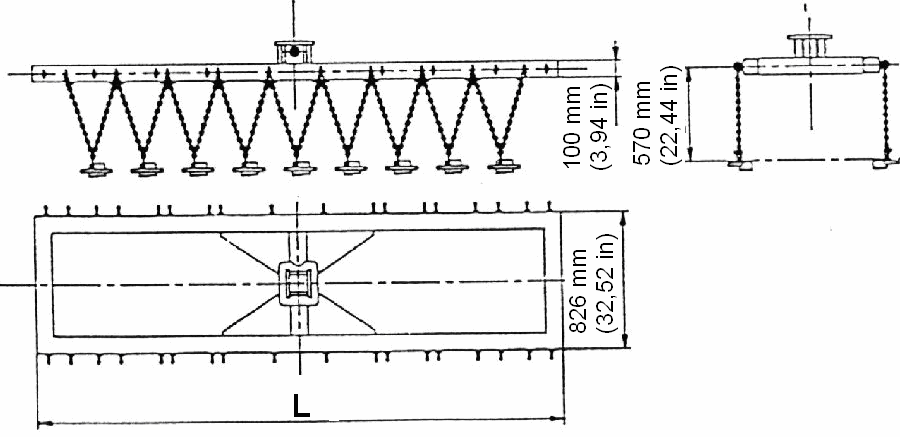 100 mm
(3,94 in)
570 mm
(22,44 in)
826 mm
(32,52 in)
L